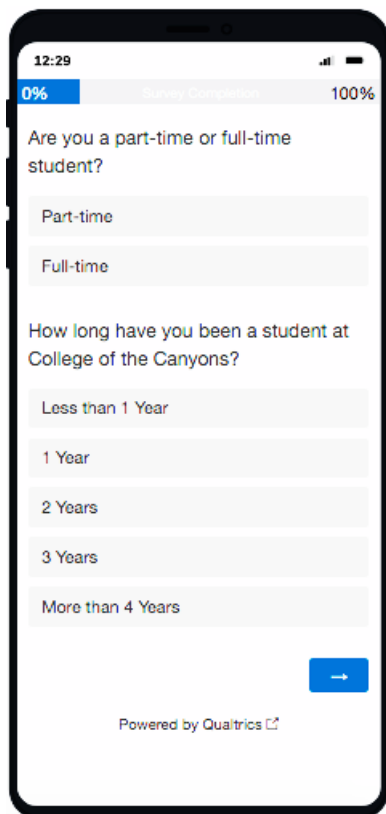 12:29
0% Survey Completion 100%
Are you a part-time or full-time
student?
Part-time
Full-time
How long have you been a student at
College of the Canyons?
Less than 1 Year
1 Year
2 Years
3 Years
More than 4 Years
→
Powered by Qualtrics